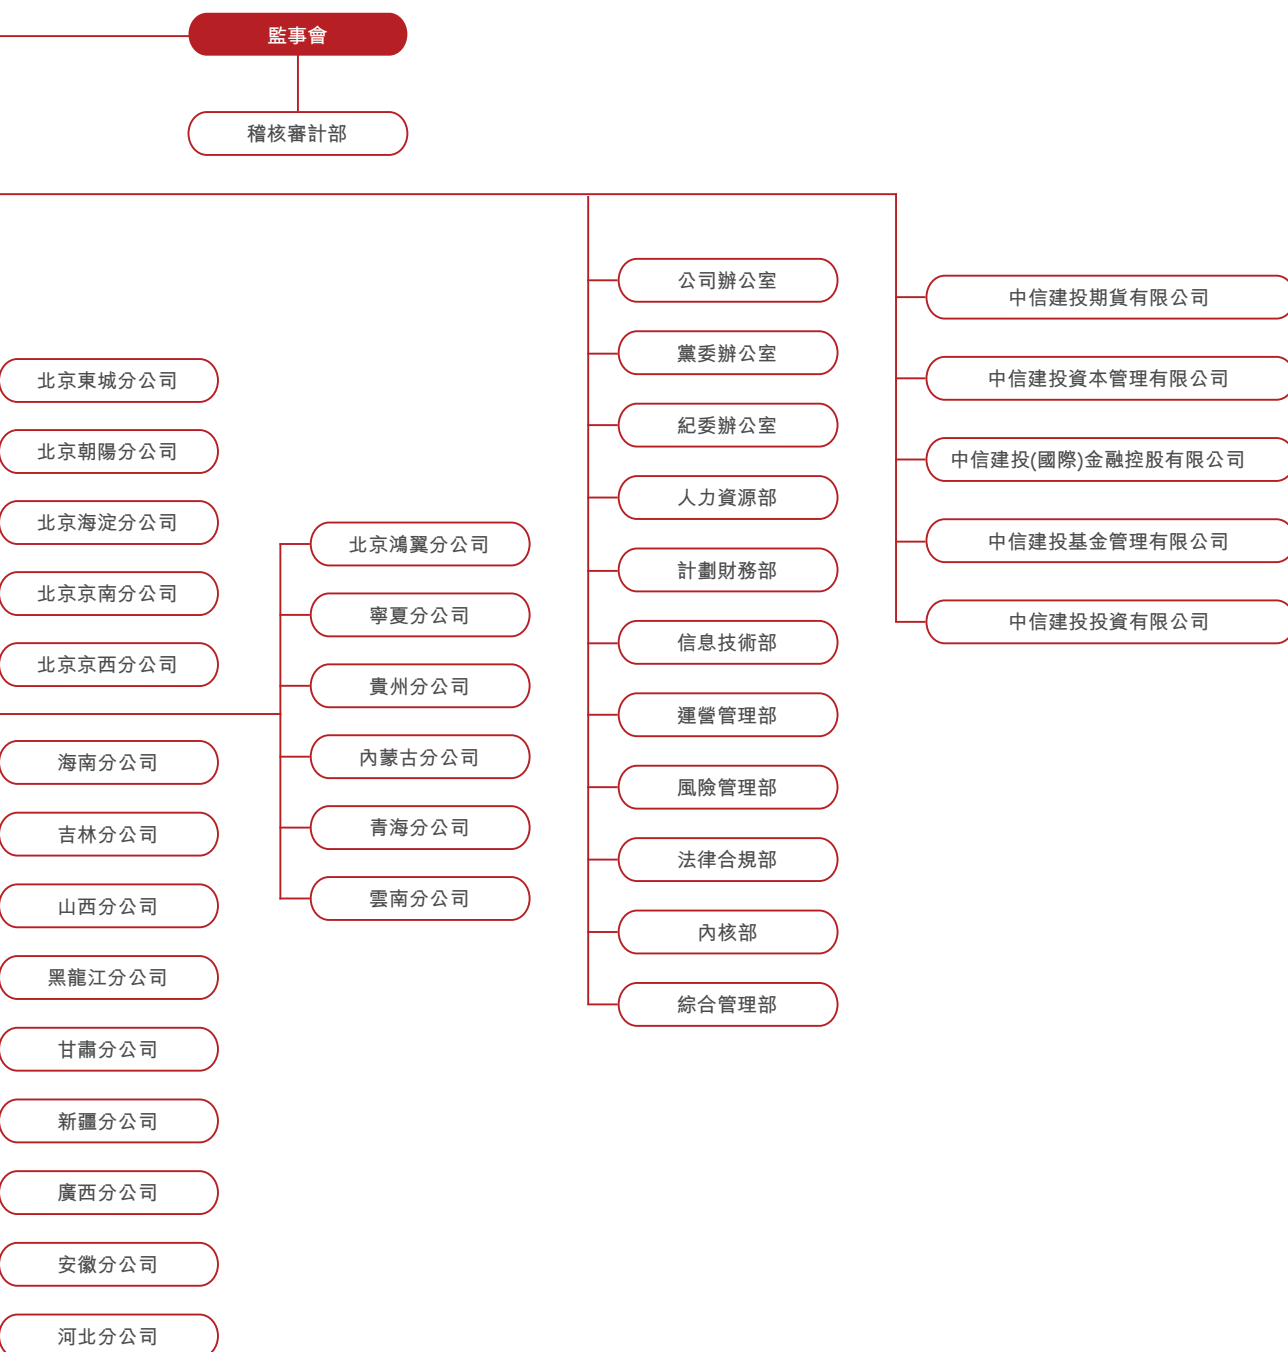 監事會
稽核審計部
北京東城分公司
北京朝陽分公司
北京海淀分公司
北京京南分公司
北京京西分公司
海南分公司
吉林分公司
山西分公司
黑龍江分公司
甘肅分公司
新疆分公司
廣西分公司
安徽分公司
河北分公司
北京鴻翼分公司
寧夏分公司
貴州分公司
內蒙古分公司
青海分公司
雲南分公司
公司辦公室
黨委辦公室
紀委辦公室
人力資源部
計劃財務部
信息技術部
運營管理部
風險管理部
法律合規部
內核部
綜合管理部
中信建投期貨有限公司
中信建投資本管理有限公司
中信建投(國際)金融控股有限公司
中信建投基金管理有限公司
中信建投投資有限公司